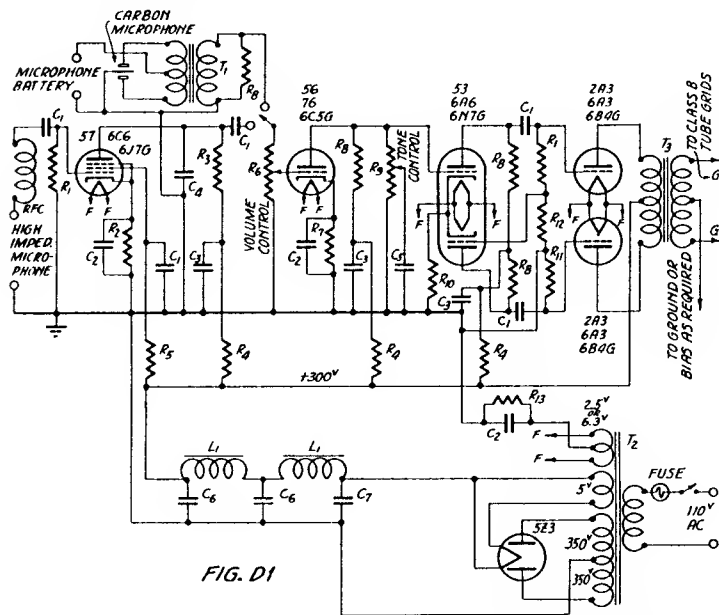 CARBON
MICROPHONE
MICROPHONE
BATTERY
T1
R8
C1
57
6C6
6J7G
R1
R3
C1
C4
R6
VOLUME
CONTROL
56
76
6C5G
R8
R9
TONE
CONTROL
53
6A6
6N7G
C1
R8
R1
2A3
6A3
6B4G
T3
TO CLASS B
TUBE GRIDS
G
G
RFC
HIGH
IMPED.
MICRO-
PHONE
F F
C2
R2
C1
C3
F F
C2
R7
C3
C5
F
F
R10
C3
R8
C1
R12
R11
F
F
2A3
6A3
6B4G
TO GROUND OR
BIAS AS REQUIRED
R5
R4
R4
R4
+300V
R13
C2
2.5V
OR
6.3V
F
F
T2
L1
L1
C6
C6
C7
5V
5Z3
350V
350V
FUSE
110V
AC
FIG. D1